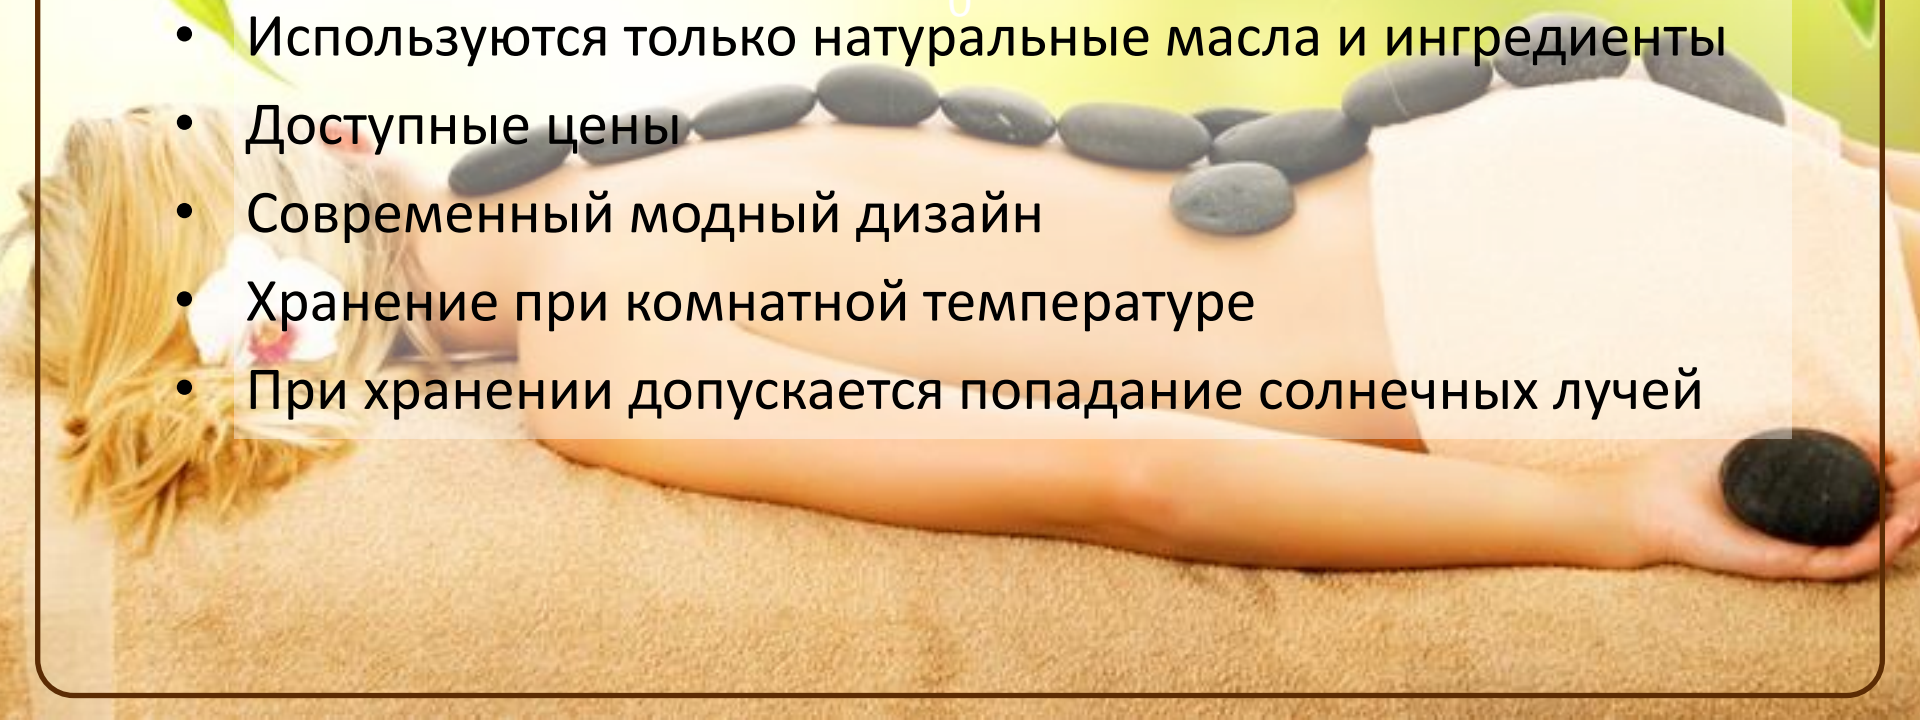 • Используются только натуральные масла и ингредиенты
• Доступные цены
• Современный модный дизайн
• Хранение при комнатной температуре
• При хранении допускается попадание солнечных лучей